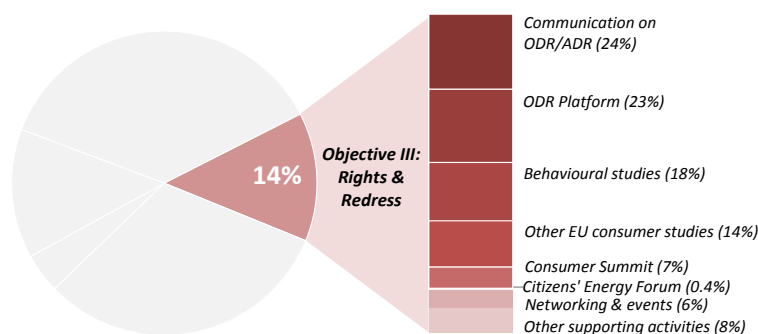 14%
Objective III:
Rights &
Redress
Communication on
ODR/ADR (24%)
ODR Platform (23%)
Behavioural studies (18%)
Other EU consumer studies (14%)
Consumer Summit (7%)
Citizens' Energy Forum (0.4%)
Networking & events (6%)
Other supporting activities (8%)